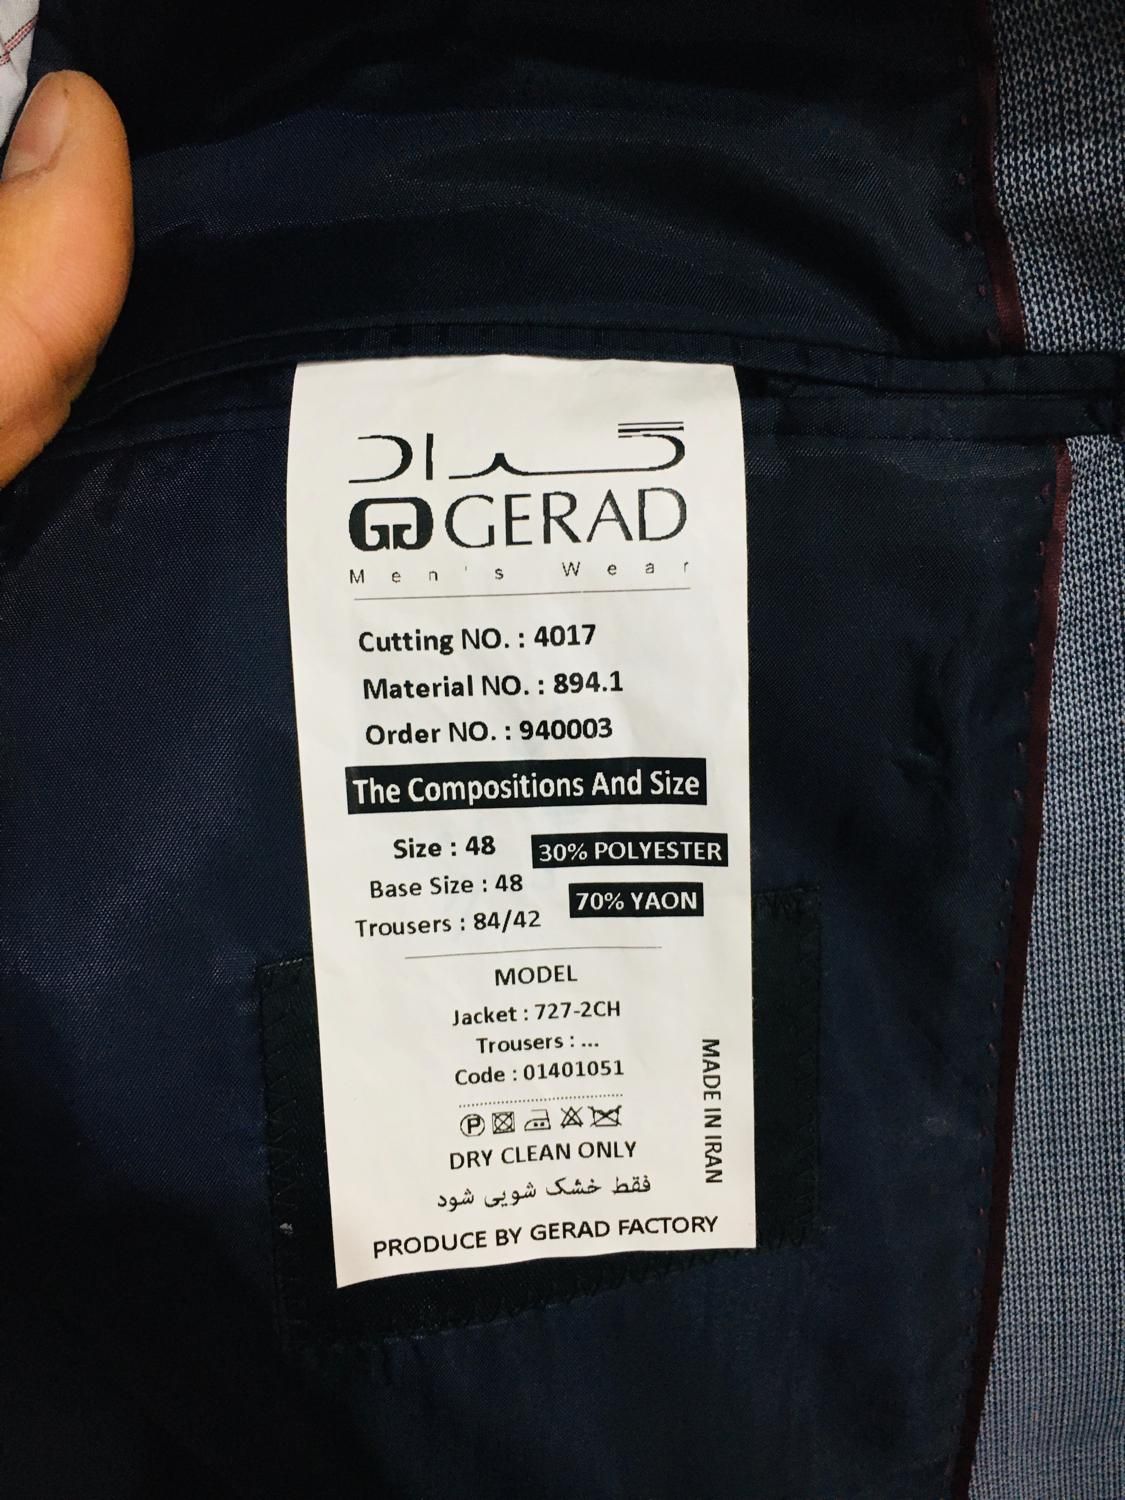 گراد
GERAD
Men's Wear
Cutting NO. : 4017
Material NO. : 894.1
Order NO. : 940003
The Compositions And Size
Size : 48
30% POLYESTER
Base Size : 48
70% YAON
Trousers : 84/42
MODEL
Jacket : 727-2CH
Trousers : ...
Code : 01401051
MADE IN IRAN
P
DRY CLEAN ONLY
فقط خشک شویی شود
PRODUCE BY GERAD FACTORY